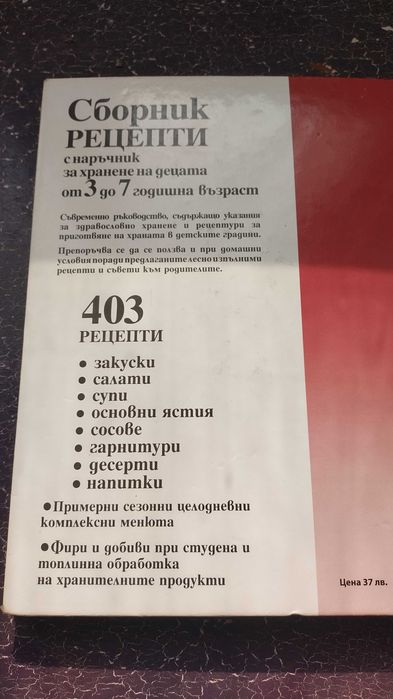 Сборник
РЕЦЕПТИ
с наръчник
за хранене на децата
от 3 до 7 годишна възраст
Съвременно ръководство, съдържащо указания
за здравословно хранене и рецептури за
приготвяне на храната в детските градини.
Препоръчва се да се ползва и при домашни
условия поради предлаганите лесно изпълними
рецепти и съвети към родителите.
403
РЕЦЕПТИ
● закуски
● салати
● супи
● основни ястия
● сосове
● гарнитури
● десерти
● напитки
● Примерни сезонни целодневни
комплексни менюта
● Фири и добиви при студена и
топлинна обработка
на хранителните продукти
Цена 37 лв.